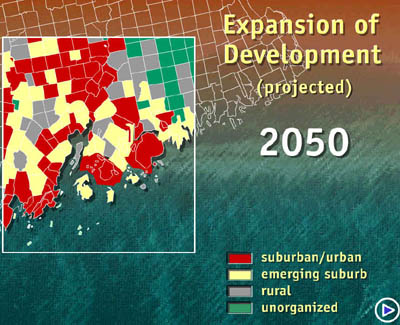 Expansion of
Development
(projected)
2050
suburban/urban
emerging suburb
rural
unorganized